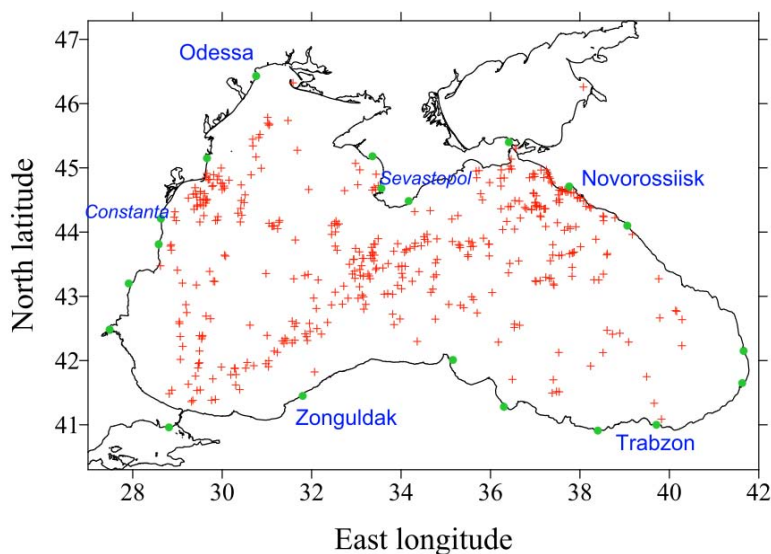 47
Odessa
46
45
Sevastopol
Novorossiisk
Constanta
44
North latitude
43
42
41
Zonguldak
Trabzon
28 30 32 34 36 38 40 42
East longitude